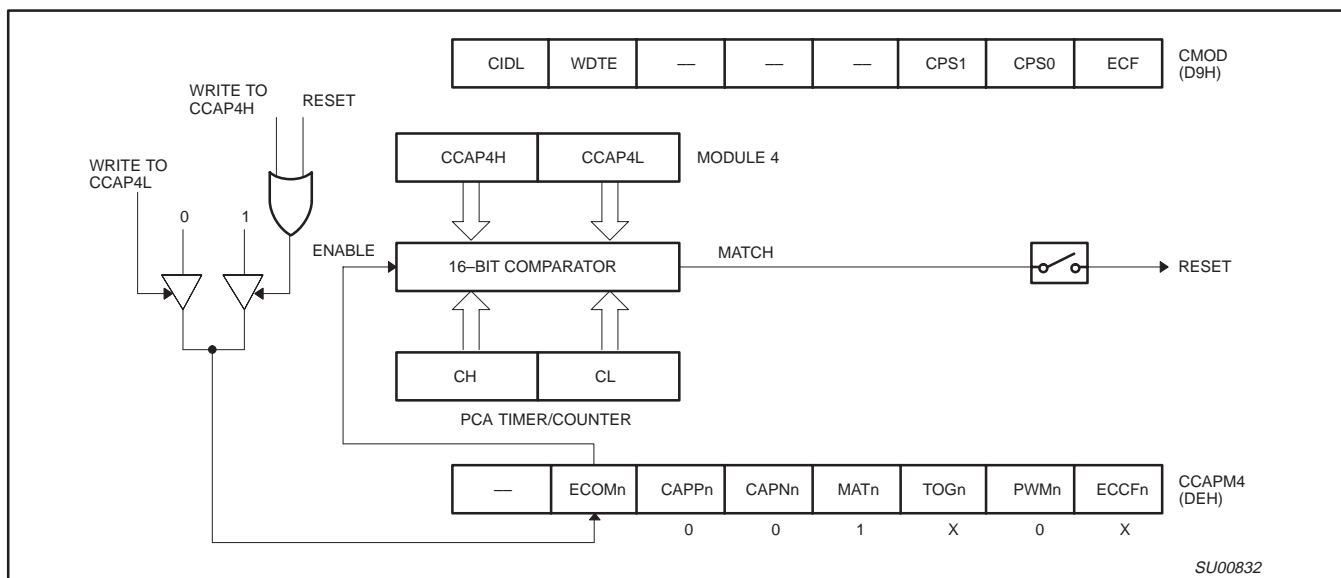 CIDL WDTE –– –– –– CPS1 CPS0 ECF
CMOD
(D9H)
WRITE TO
CCAP4H
RESET
WRITE TO
CCAP4L
CCAP4H CCAP4L MODULE 4
0 1
ENABLE
16–BIT COMPARATOR
MATCH
RESET
CH CL
PCA TIMER/COUNTER
–– ECOMn CAPPn CAPNn MATn TOGn PWMn ECCFn
CCAPM4
(DEH)
0 0 1 X 0 X
SU00832